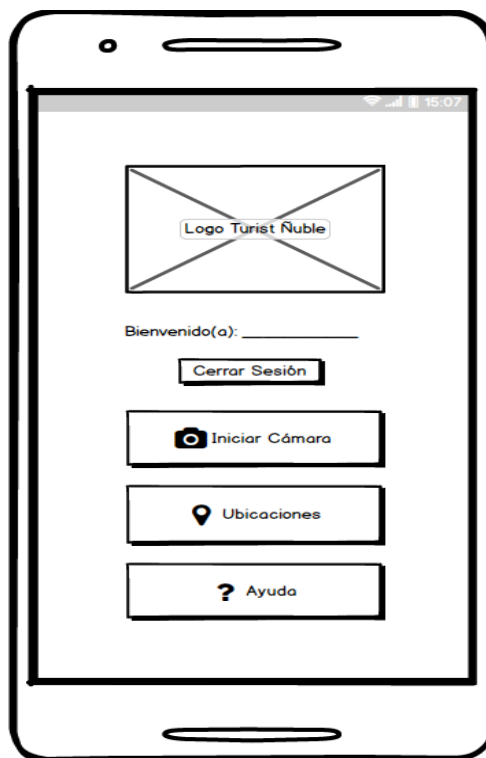 15:07
Logo Turist Ñuble
Bienvenido(a): ____________
Cerrar Sesión
Iniciar Cámara
Ubicaciones
? Ayuda